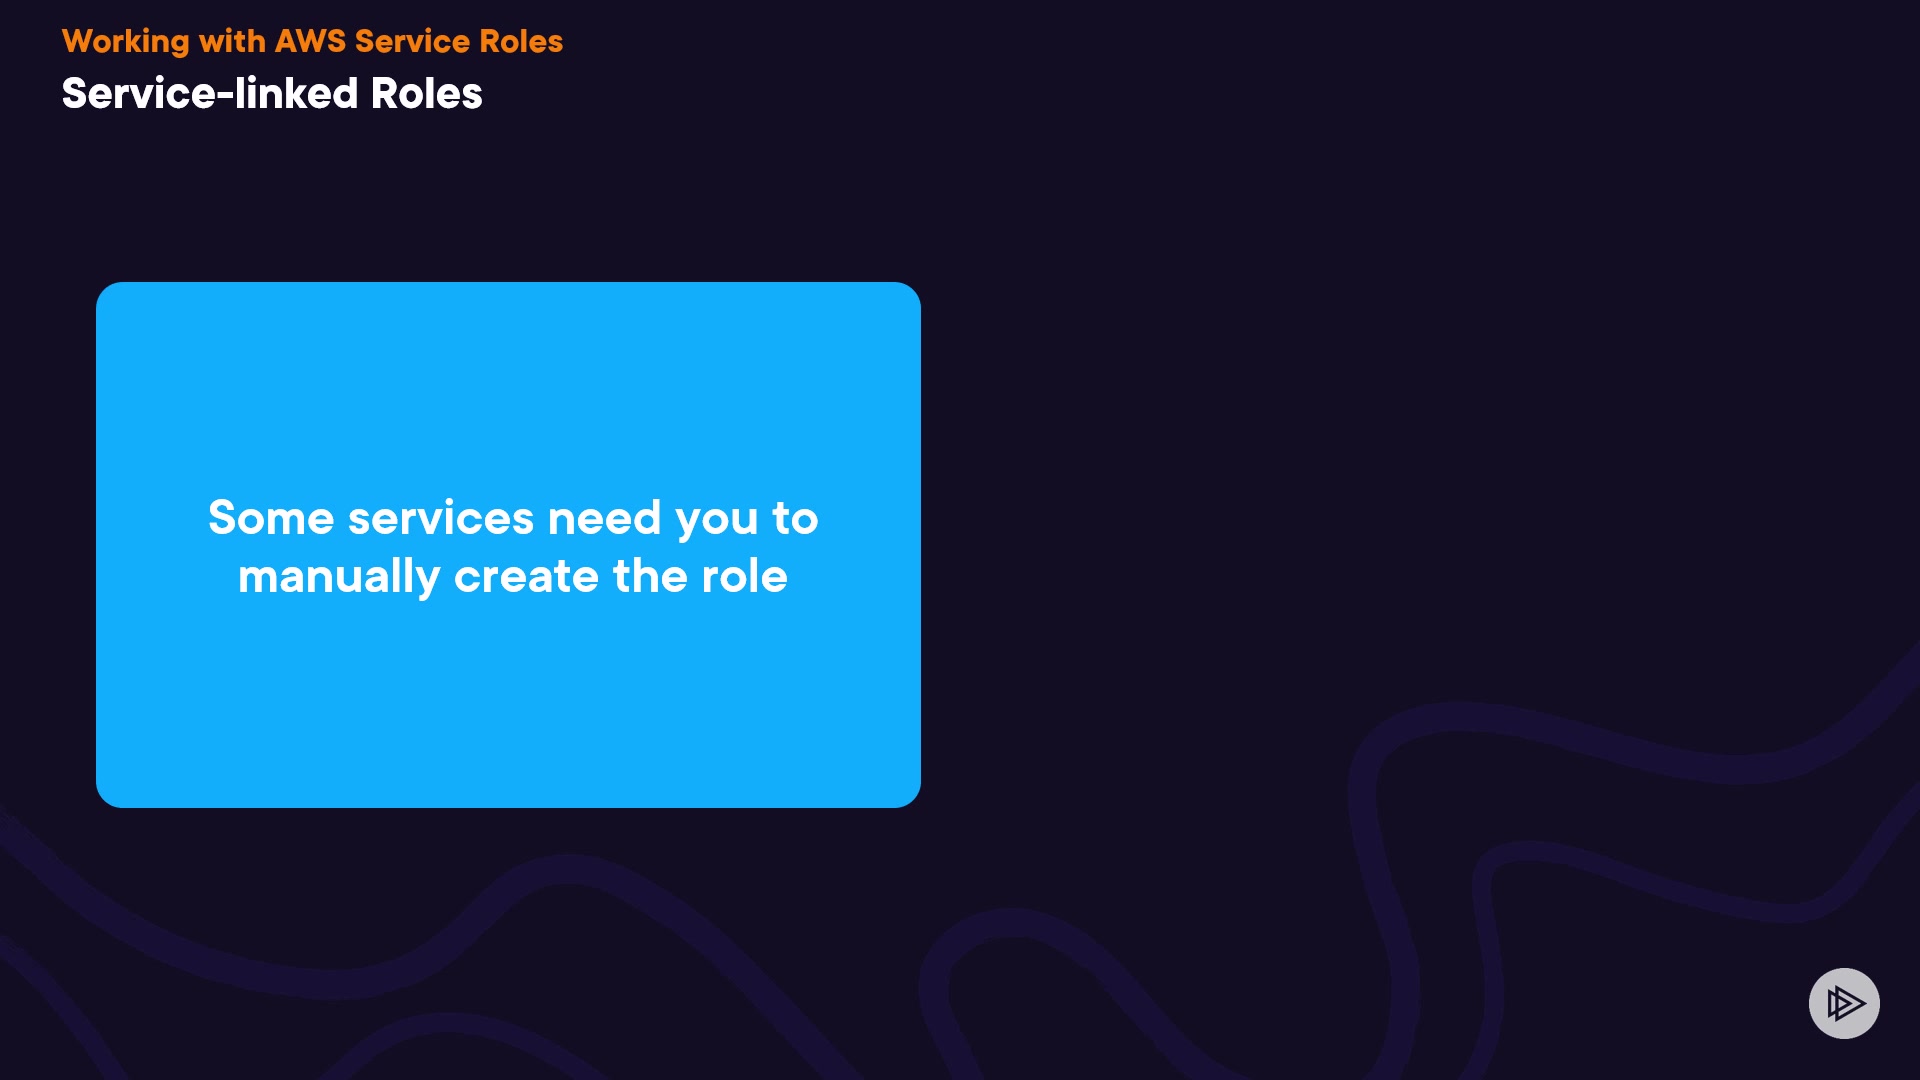 Working with AWS Service Roles
Service-linked Roles
Some services need you to
manually create the role